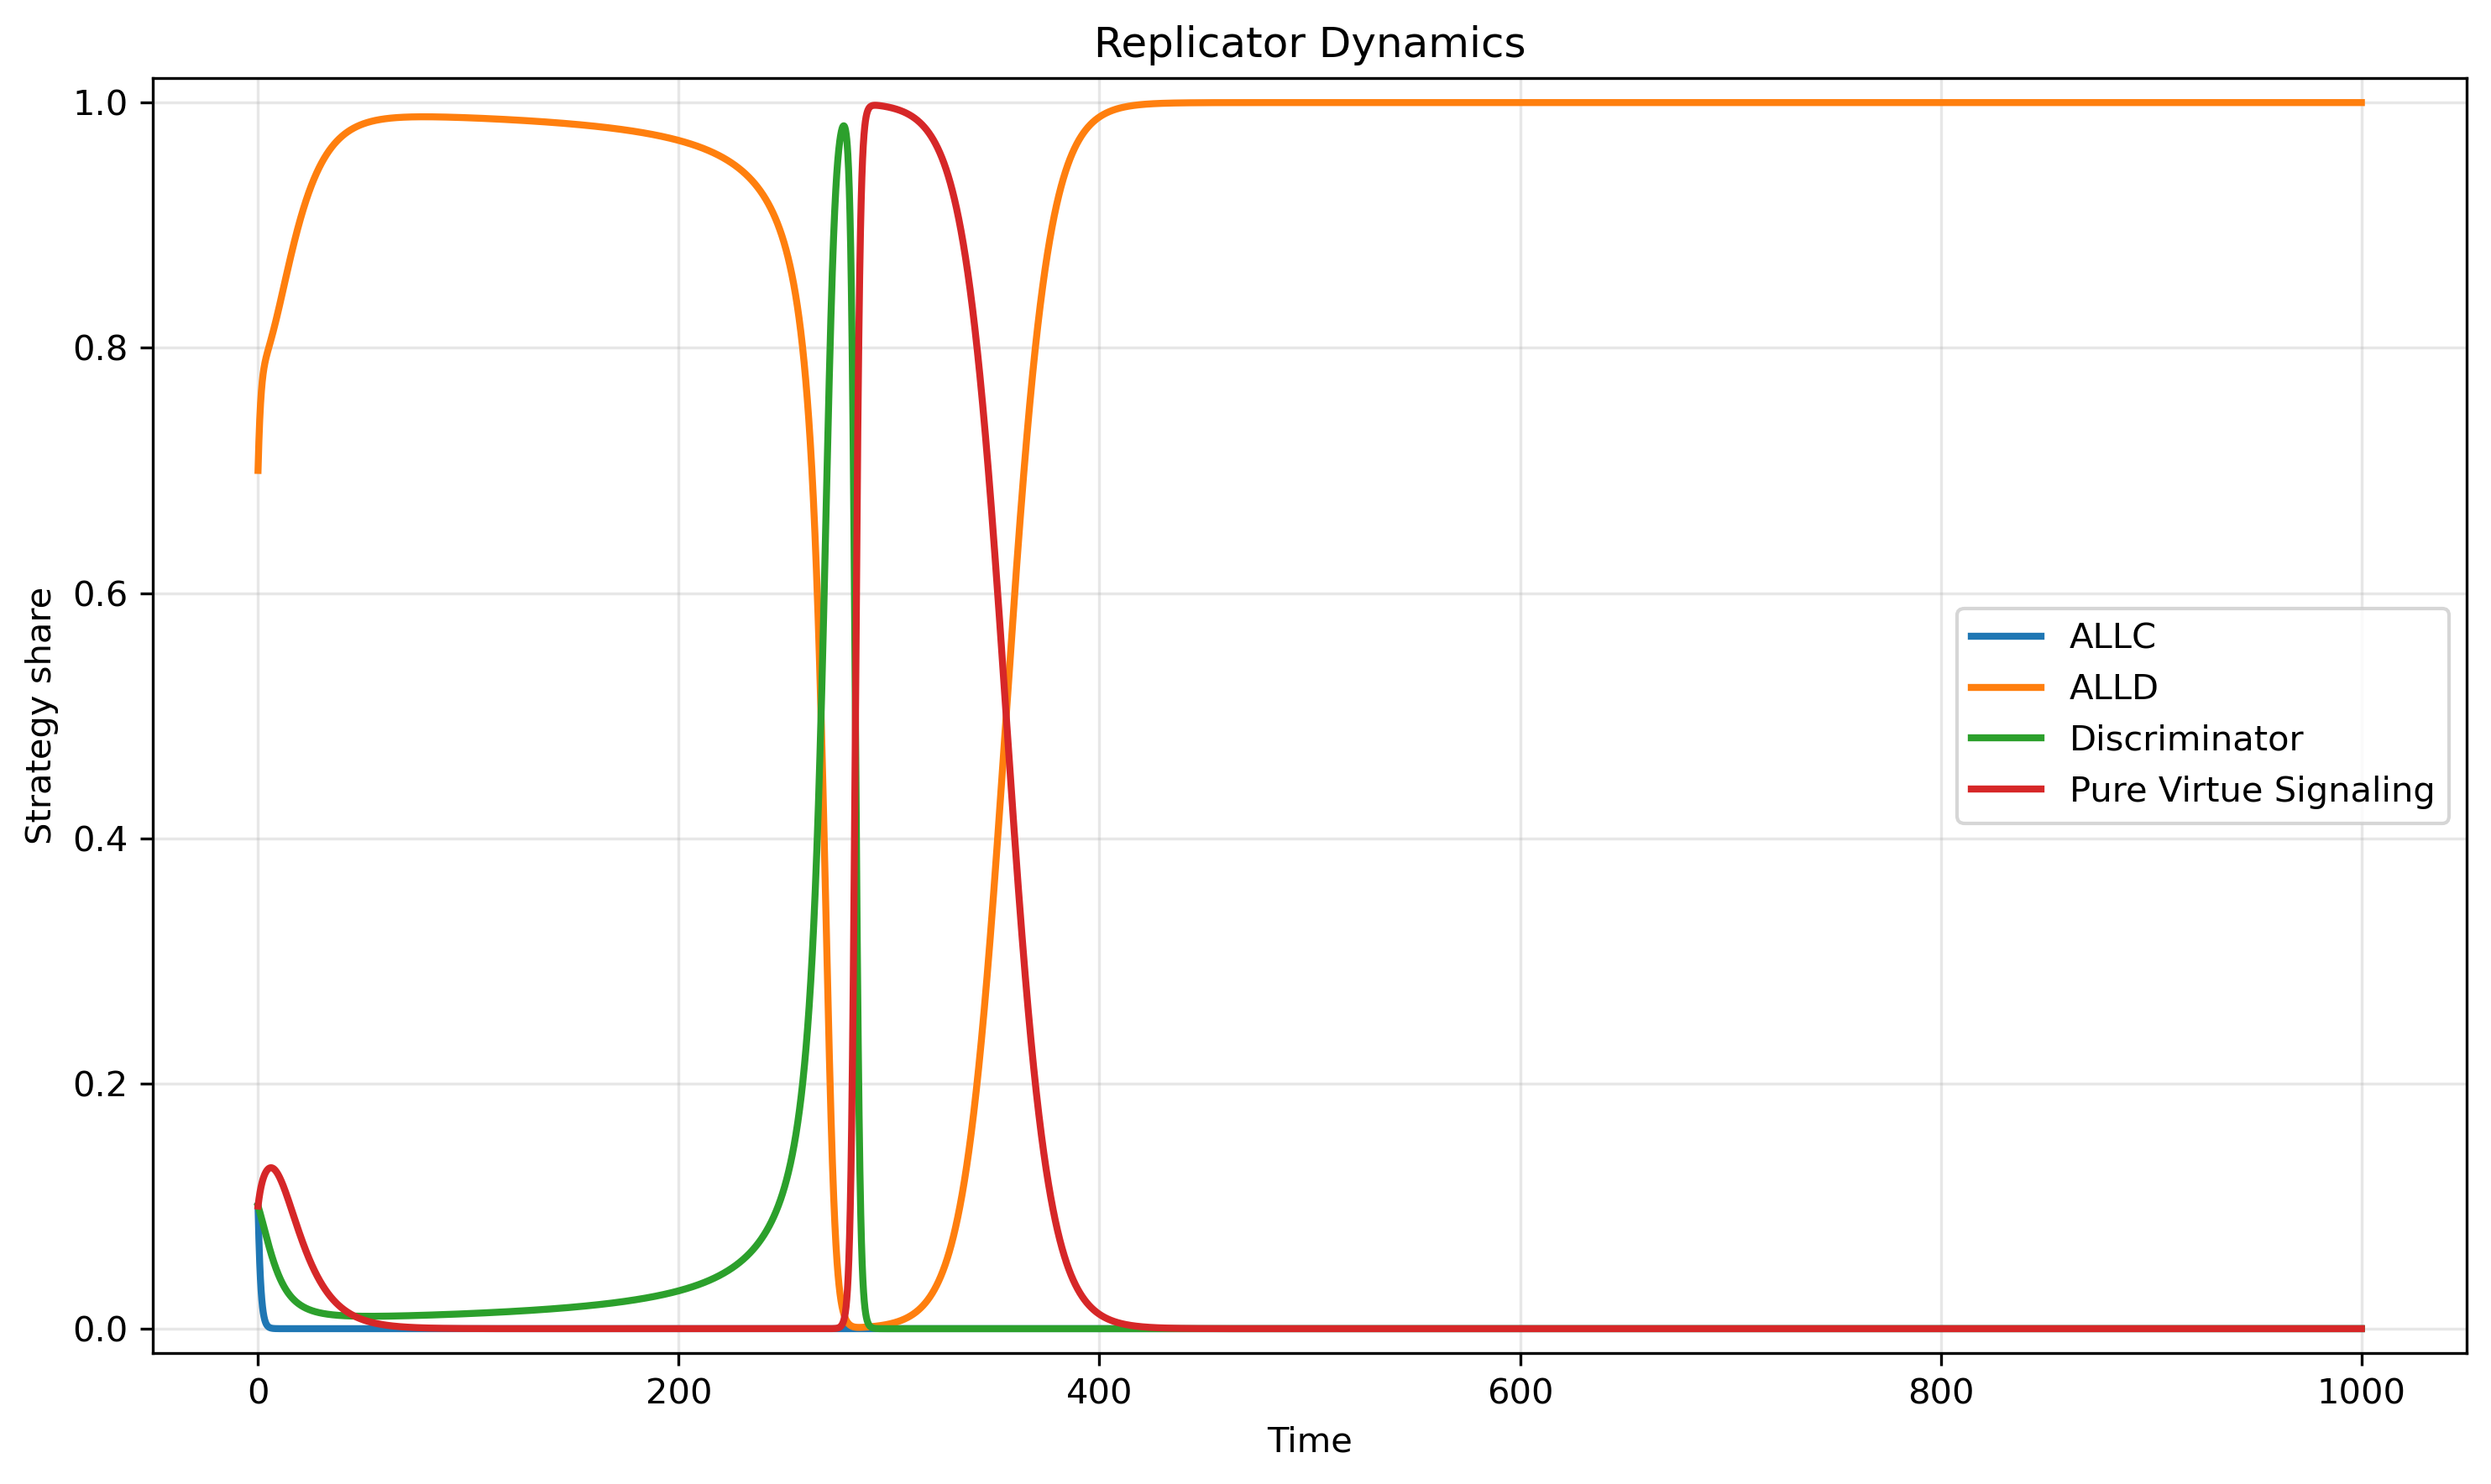 Replicator Dynamics
1.0
0.8
0.6
0.4
0.2
0.0
Strategy share
ALLC
ALLD
Discriminator
Pure Virtue Signaling
0 200 400 600 800 1000
Time